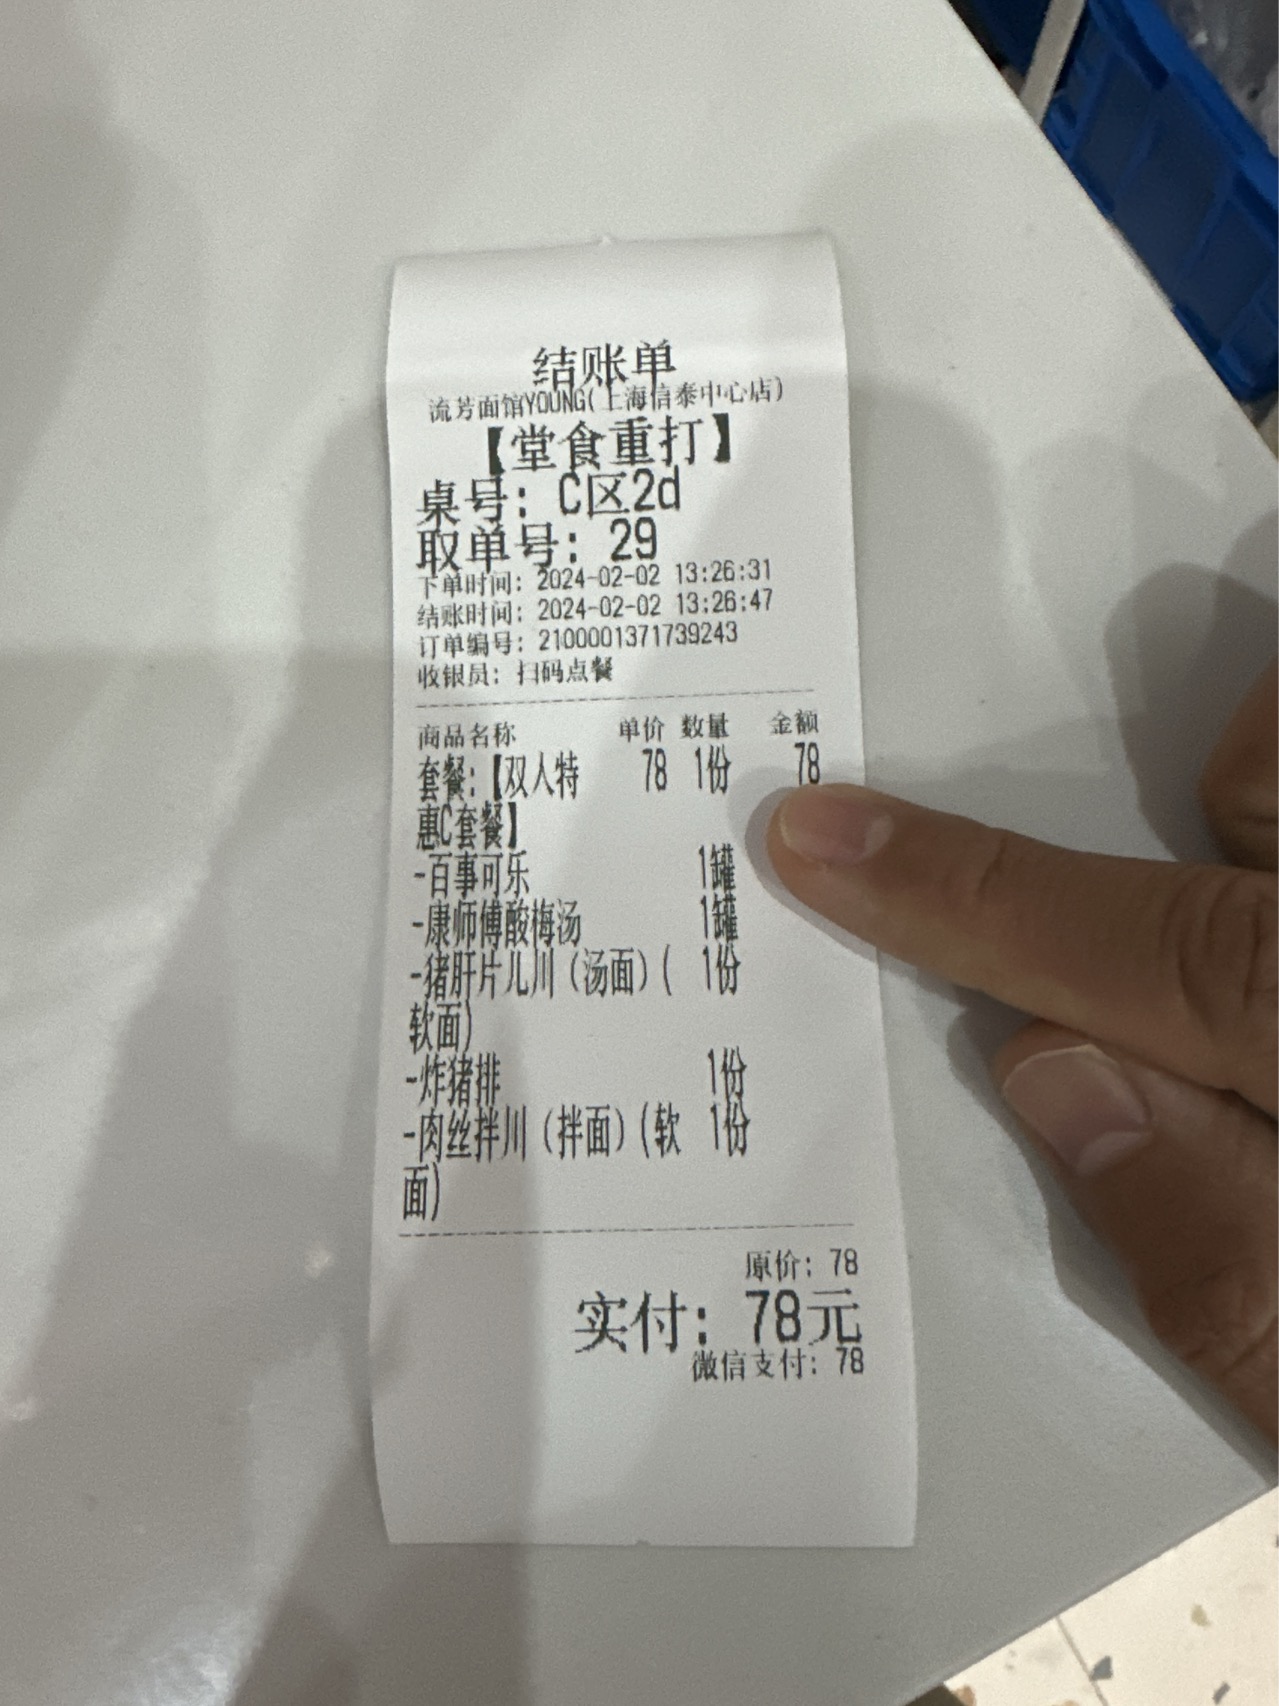 结账单
流芳面馆YOUNG(上海信泰中心店)
【堂食重打】
桌号: C区2d
取单号: 29
下单时间: 2024-02-02 13:26:31
结账时间: 2024-02-02 13:26:47
订单编号: 2100001371739243
收银员: 扫码点餐
商品名称 单价 数量 金额
套餐:【双人特 78 1份 78
惠C套餐】
-百事可乐 1罐
-康师傅酸梅汤 1罐
-猪肝片儿川(汤面)( 1份
软面)
-炸猪排 1份
-肉丝拌川(拌面)(软 1份
面)
原价: 78
实付: 78元
微信支付: 78